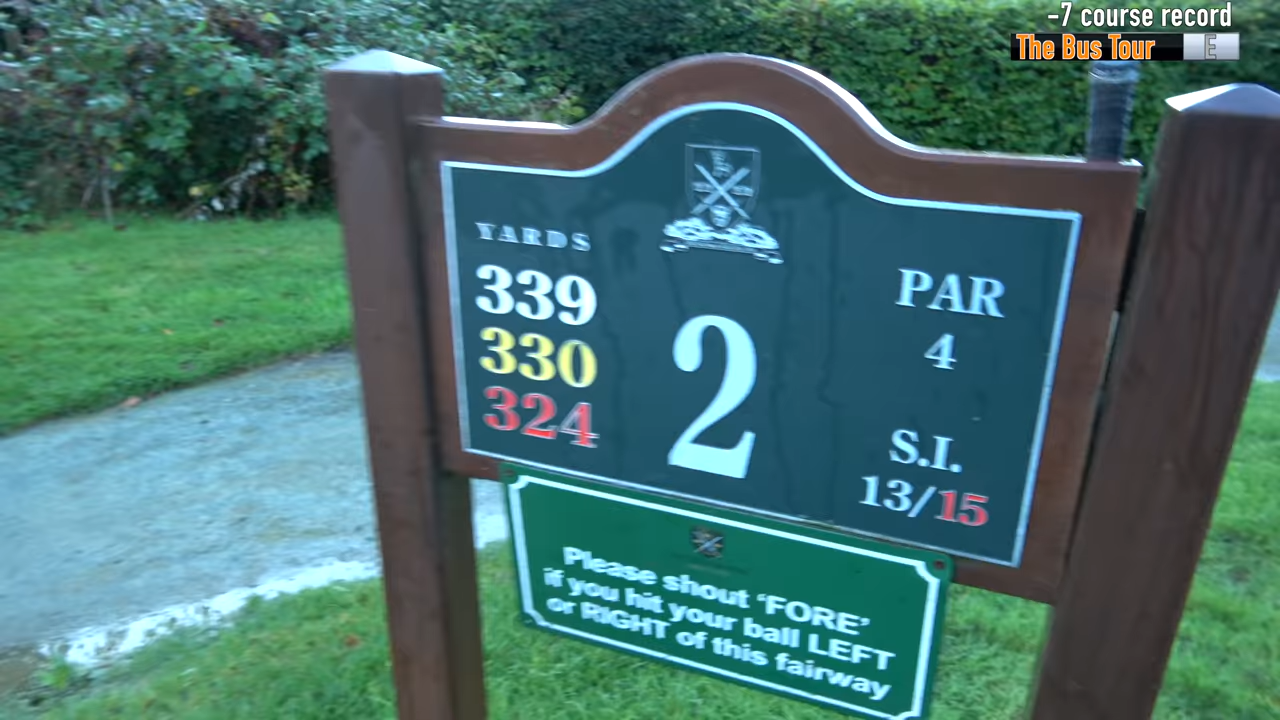 -7 course record
The Bus Tour E
YARDS
339
330
324
2
PAR
4
S.I.
13/15
Please shout 'FORE'
if you hit your ball LEFT
or RIGHT of this fairway